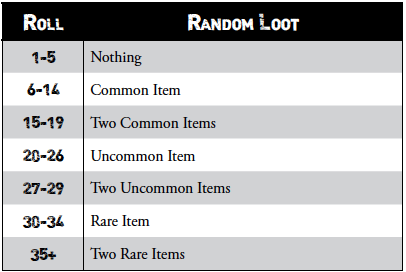 Roll Random Loot
1-5 Nothing
6-14 Common Item
15-19 Two Common Items
20-26 Uncommon Item
27-29 Two Uncommon Items
30-34 Rare Item
35+ Two Rare Items